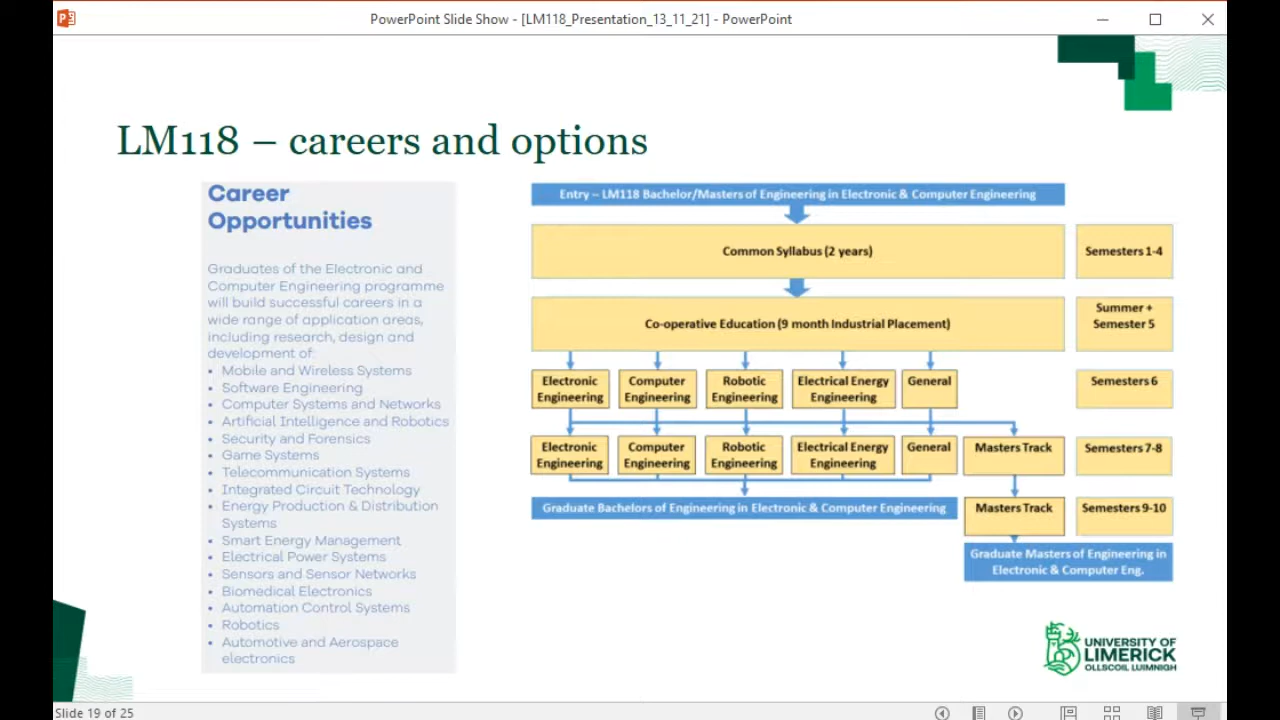 PowerPoint Slide Show - [LM118_Presentation_13_11_21] - PowerPoint
LM118 – careers and options
Career
Opportunities
Graduates of the Electronic and
Computer Engineering programme
will build successful careers in a
wide range of application areas,
including research, design and
development of:
• Mobile and Wireless Systems
• Software Engineering
• Computer Systems and Networks
• Artificial Intelligence and Robotics
• Security and Forensics
• Game Systems
• Telecommunication Systems
• Integrated Circuit Technology
• Energy Production & Distribution
Systems
• Smart Energy Management
• Electrical Power Systems
• Sensors and Sensor Networks
• Biomedical Electronics
• Automation Control Systems
• Robotics
• Automotive and Aerospace
electronics
Entry – LM118 Bachelor/Masters of Engineering in Electronic & Computer Engineering
Common Syllabus (2 years)
Semesters 1-4
Co-operative Education (9 month Industrial Placement)
Summer +
Semester 5
Electronic
Engineering
Computer
Engineering
Robotic
Engineering
Electrical Energy
Engineering
General
Semesters 6
Electronic
Engineering
Computer
Engineering
Robotic
Engineering
Electrical Energy
Engineering
General
Masters Track
Semesters 7-8
Graduate Bachelors of Engineering in Electronic & Computer Engineering
Masters Track
Semesters 9-10
Graduate Masters of Engineering in
Electronic & Computer Eng.
UNIVERSITY OF
LIMERICK
OLLSCOIL LUIMNIGH
Slide 19 of 25